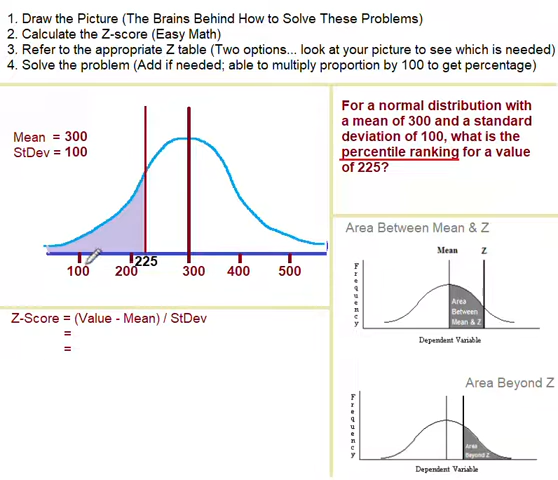 1. Draw the Picture (The Brains Behind How to Solve These Problems)
2. Calculate the Z-score (Easy Math)
3. Refer to the appropriate Z table (Two options... look at your picture to see which is needed)
4. Solve the problem (Add if needed; able to multiply proportion by 100 to get percentage)
Mean = 300
StDev = 100
100 200 225 300 400 500
For a normal distribution with
a mean of 300 and a standard
deviation of 100, what is the
percentile ranking for a value
of 225?
Z-Score = (Value - Mean) / StDev
=
=
Area Between Mean & Z
Mean Z
Frequency
Area
Between
Mean & Z
Dependent Variable
Area Beyond Z
Frequency
Area
Beyond Z
Dependent Variable